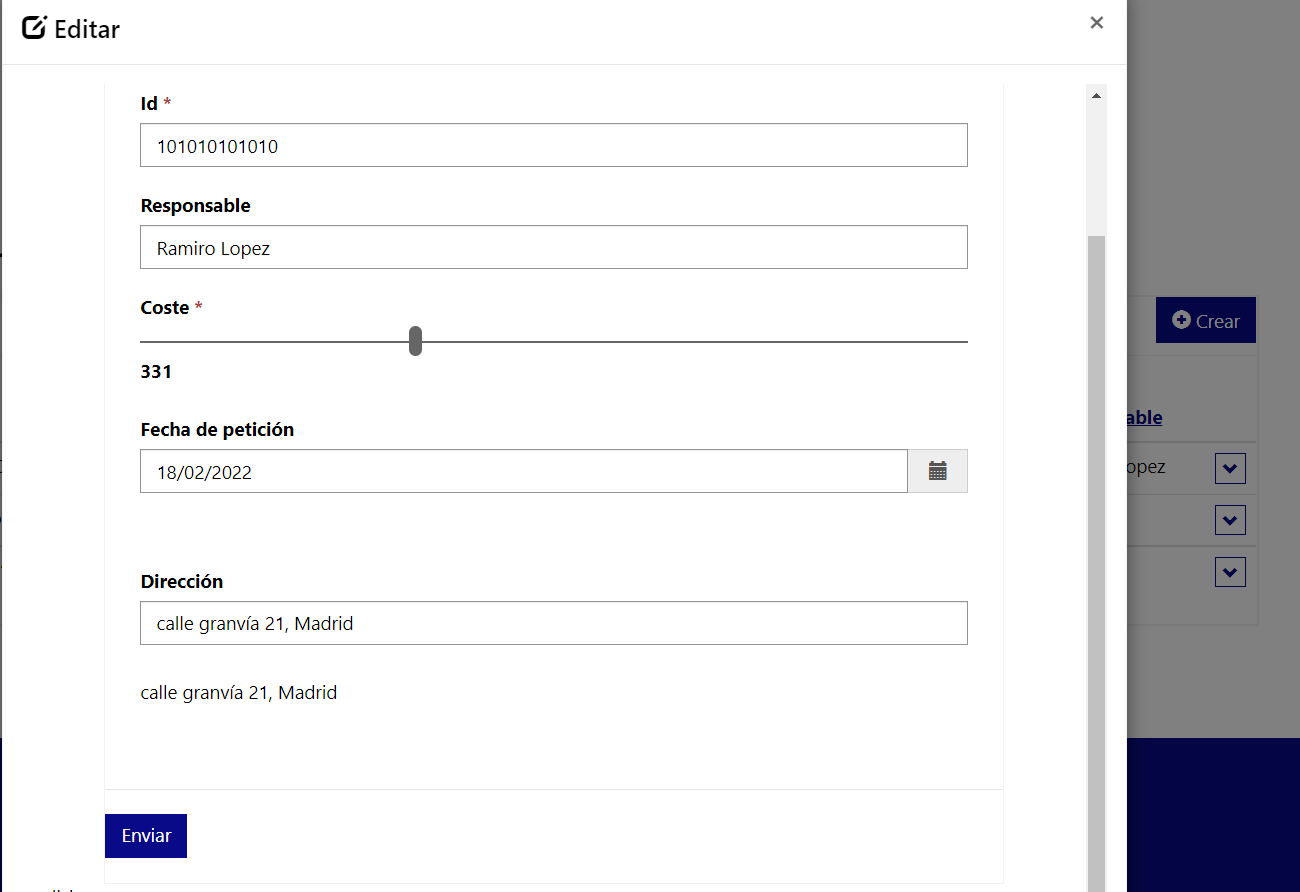 Editar
×
Id *
101010101010
Responsable
Ramiro Lopez
Coste *
331
Fecha de petición
18/02/2022
Dirección
calle granvía 21, Madrid
calle granvía 21, Madrid
Enviar
Crear
able
opez